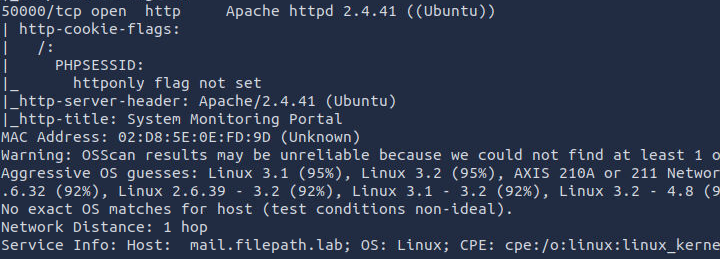 50000/tcp open  http     Apache httpd 2.4.41 ((Ubuntu))
| http-cookie-flags:
|   /:
|     PHPSESSID:
|_      httponly flag not set
|_http-server-header: Apache/2.4.41 (Ubuntu)
|_http-title: System Monitoring Portal
MAC Address: 02:D8:5E:0E:FD:9D (Unknown)
Warning: OSScan results may be unreliable because we could not find at least 1 o
Aggressive OS guesses: Linux 3.1 (95%), Linux 3.2 (95%), AXIS 210A or 211 Networ
.6.32 (92%), Linux 2.6.39 - 3.2 (92%), Linux 3.1 - 3.2 (92%), Linux 3.2 - 4.8 (9
No exact OS matches for host (test conditions non-ideal).
Network Distance: 1 hop
Service Info: Host:  mail.filepath.lab; OS: Linux; CPE: cpe:/o:linux:linux_kerne